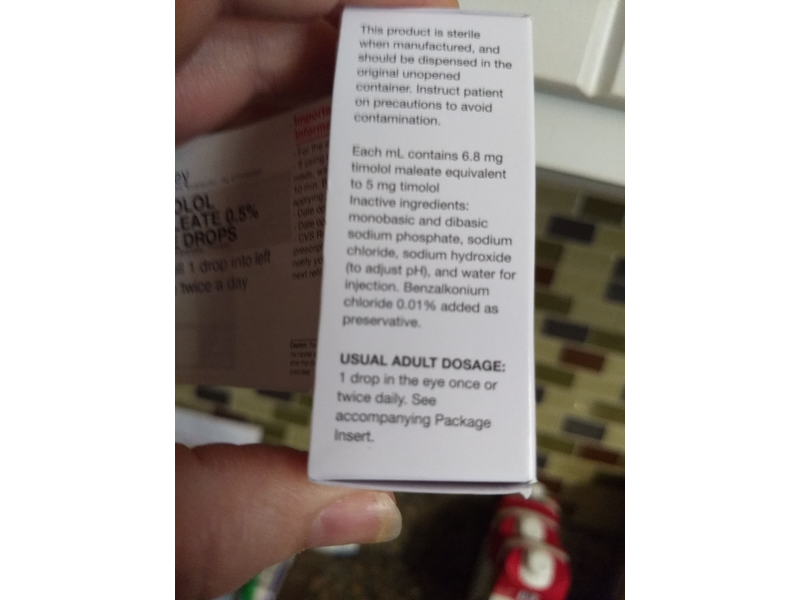 This product is sterile
when manufactured, and
should be dispensed in the
original unopened
container. Instruct patient
on precautions to avoid
contamination.
Each mL contains 6.8 mg
timolol maleate equivalent
to 5 mg timolol
Inactive ingredients:
monobasic and dibasic
sodium phosphate, sodium
chloride, sodium hydroxide
(to adjust pH), and water for
injection. Benzalkonium
chloride 0.01% added as
preservative.
USUAL ADULT DOSAGE:
1 drop in the eye once or
twice daily. See
accompanying Package
Insert.
OLOL
LEATE 0.5%
DROPS
1 drop into left
twice a day
Importa
Informa